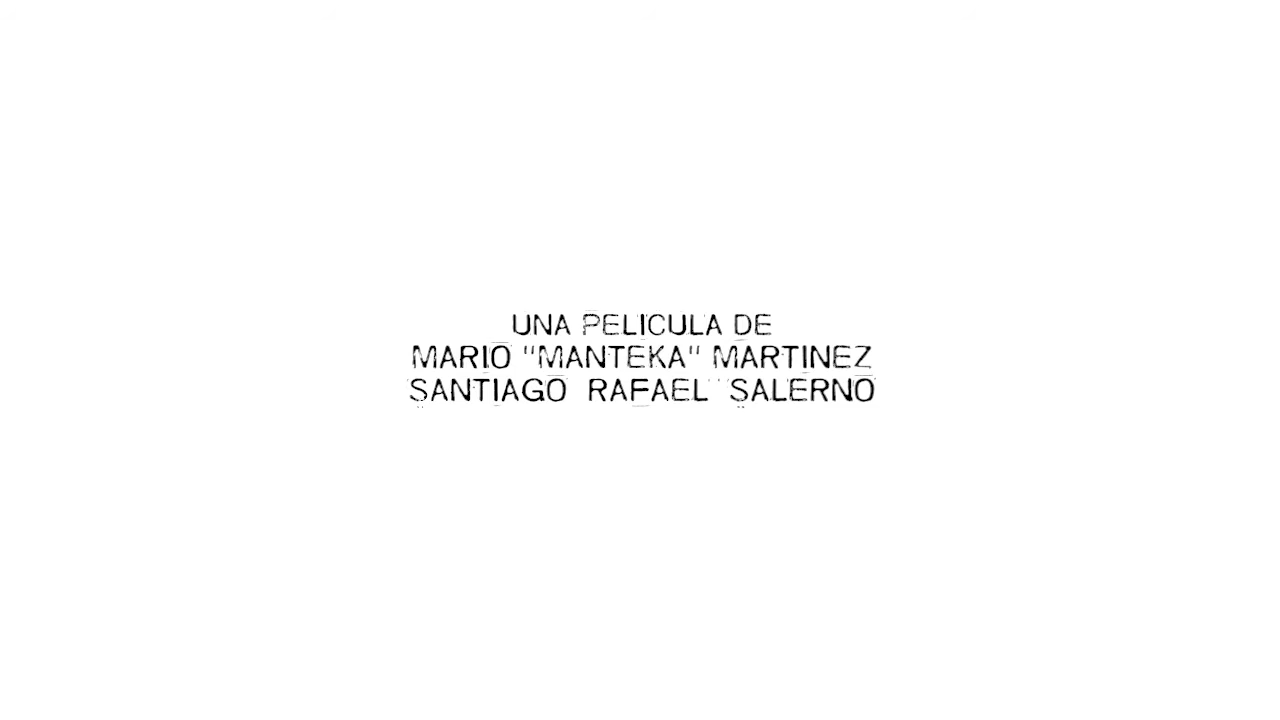 UNA PELICULA DE
MARIO "MANTEKA" MARTINEZ
SANTIAGO RAFAEL SALERNO